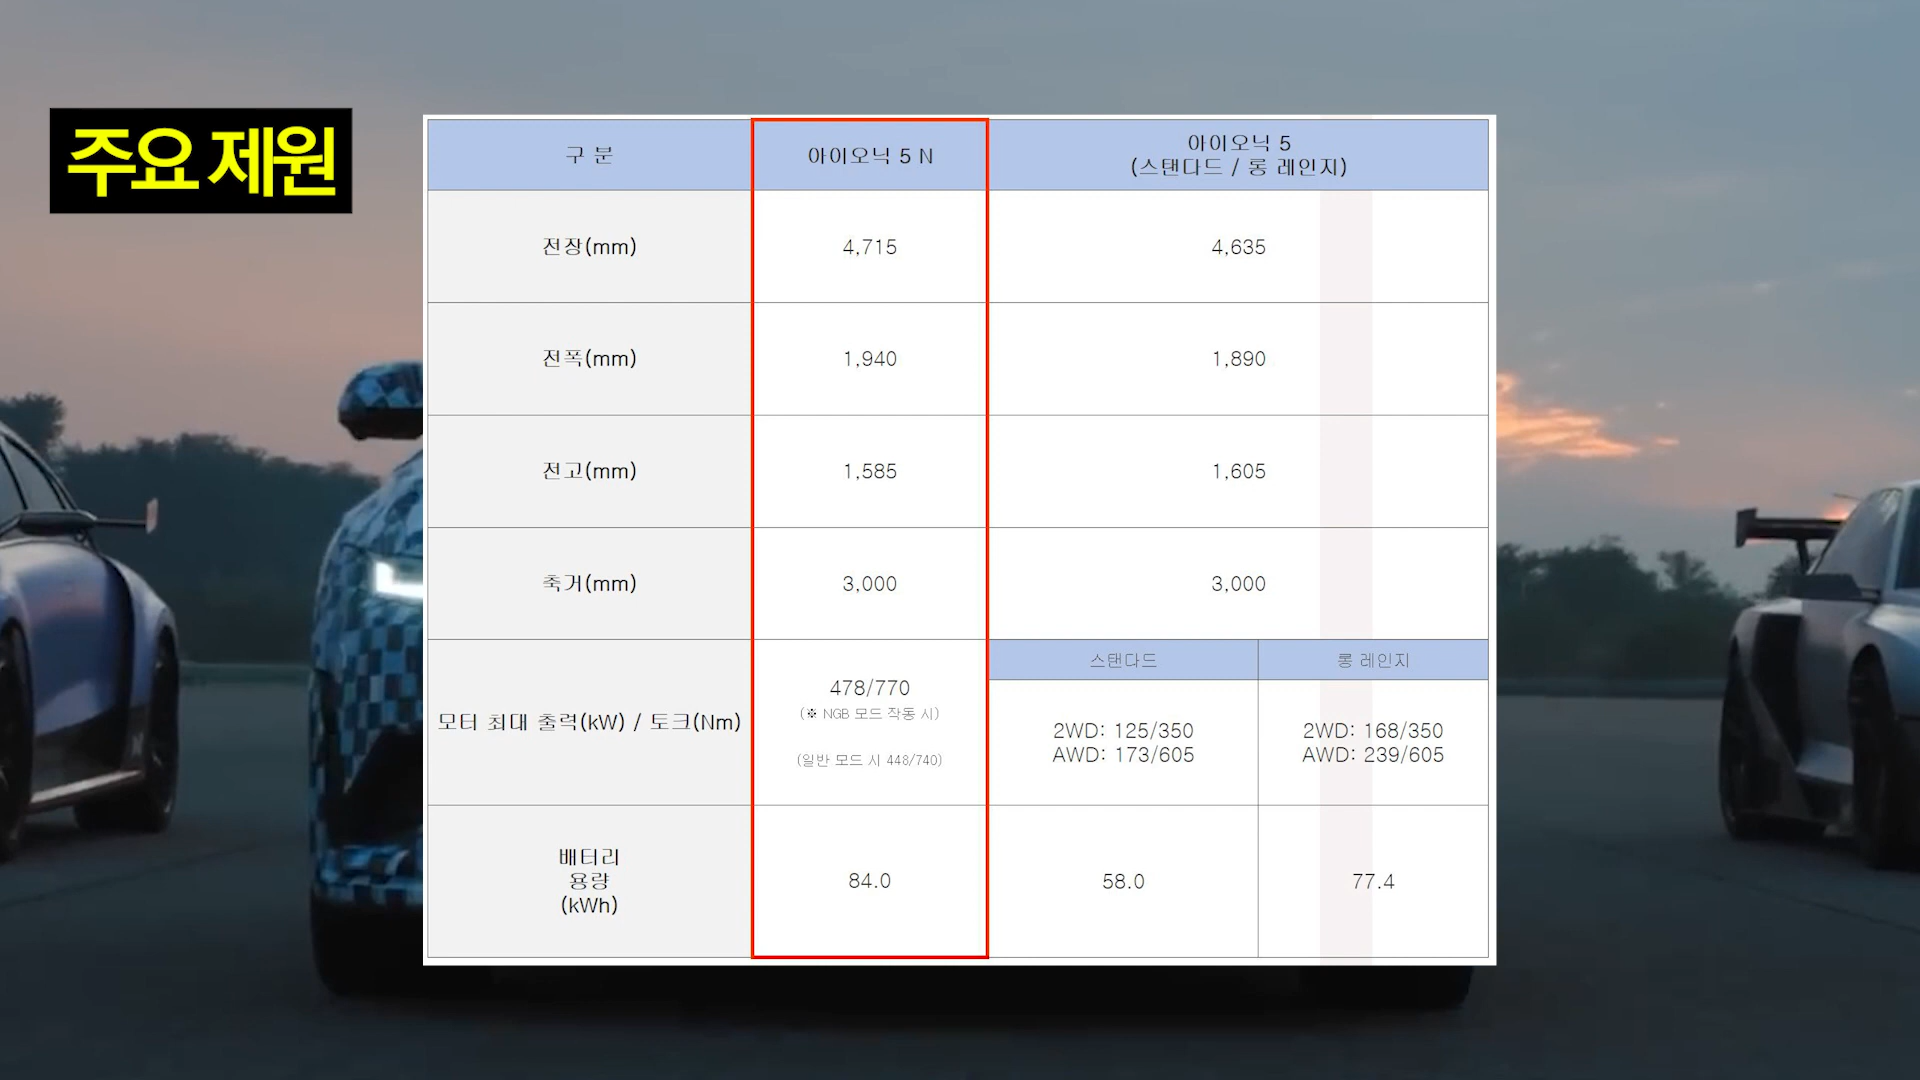 주요 제원
구 분
아이오닉 5 N
아이오닉 5
(스탠다드 / 롱 레인지)
전장(mm)
4,715
4,635
전폭(mm)
1,940
1,890
전고(mm)
1,585
1,605
축거(mm)
3,000
3,000
모터 최대 출력(kW) / 토크(Nm)
478/770
(※ NGB 모드 작동 시)
(일반 모드 시 448/740)
스탠다드
롱 레인지
2WD: 125/350
AWD: 173/605
2WD: 168/350
AWD: 239/605
배터리
용량
(kWh)
84.0
58.0
77.4